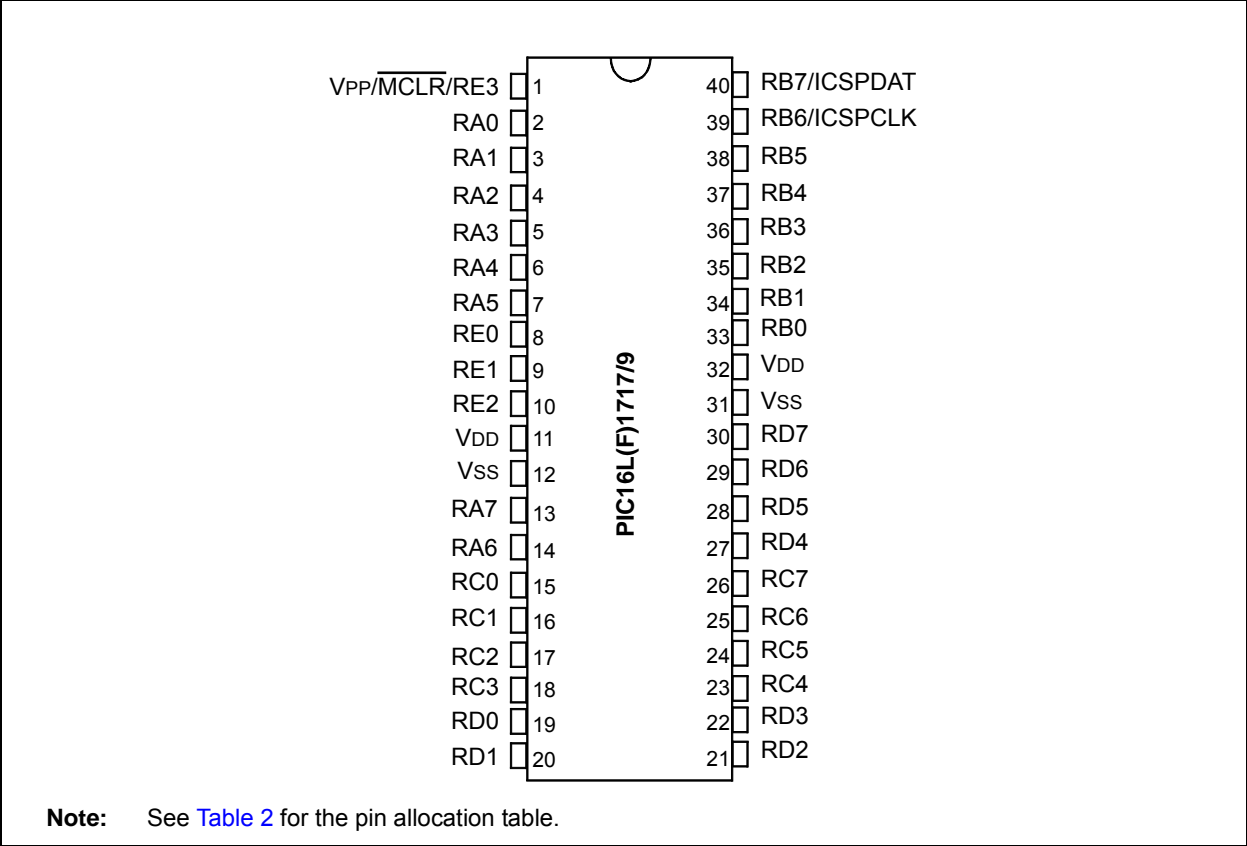 VPP/MCLR/RE3 1 40 RB7/ICSPDAT
RA0 2 39 RB6/ICSPCLK
RA1 3 38 RB5
RA2 4 37 RB4
RA3 5 36 RB3
RA4 6 35 RB2
RA5 7 34 RB1
RE0 8 33 RB0
RE1 9 32 VDD
RE2 10 31 VSS
VDD 11 30 RD7
VSS 12 29 RD6
RA7 13 28 RD5
RA6 14 27 RD4
RC0 15 26 RC7
RC1 16 25 RC6
RC2 17 24 RC5
RC3 18 23 RC4
RD0 19 22 RD3
RD1 20 21 RD2
PIC16L(F)1717/9
Note: See Table 2 for the pin allocation table.